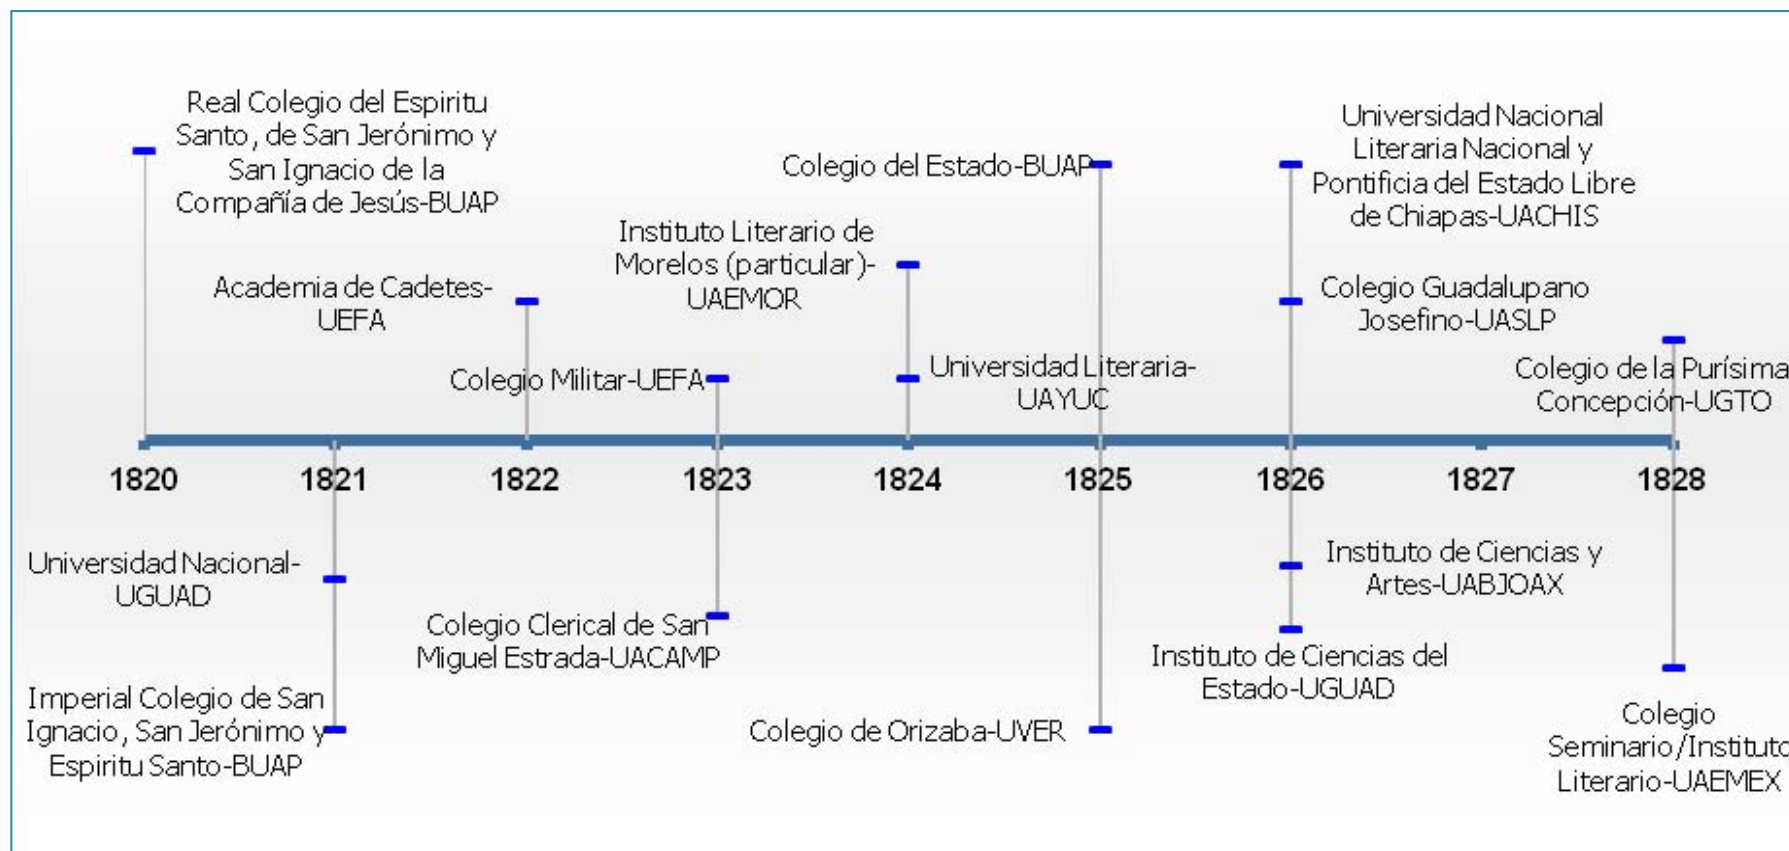 Real Colegio del Espiritu
Santo, de San Jerónimo y
San Ignacio de la
Compañía de Jesús-BUAP
Academia de Cadetes-
UEFA
Colegio Militar-UEFA
Instituto Literario de
Morelos (particular)-
UAEMOR
Universidad Literaria-
UAYUC
Colegio del Estado-BUAP
Universidad Nacional
Literaria Nacional y
Pontificia del Estado Libre
de Chiapas-UACHIS
Colegio Guadalupano
Josefino-UASLP
Colegio de la Purísima
Concepción-UGTO
1820
1821
1822
1823
1824
1825
1826
1827
1828
Universidad Nacional-
UGUAD
Imperial Colegio de San
Ignacio, San Jerónimo y
Espiritu Santo-BUAP
Colegio Clerical de San
Miguel Estrada-UACAMP
Colegio de Orizaba-UVER
Instituto de Ciencias y
Artes-UABJOAX
Instituto de Ciencias del
Estado-UGUAD
Colegio
Seminario/Instituto
Literario-UAEMEX